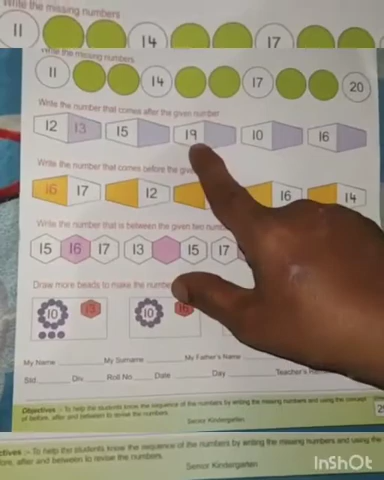 Write the missing numbers
11 14 17
Write the missing numbers
11 14 17 20
Write the number that comes after the given number
12 13 15 19 10 16
Write the number that comes before the
16 17 12 16 14
Write the number that is between the given two
15 16 17 13 15 17
Draw more beads to make the number
10 13 10 16
My Name My Surname My Father's Name
Std Div. Roll No. Date Day Teacher's
Objectives :- To help the students know the sequence of the numbers by writing the missing numbers and using the concept
of before, after and between to revise the numbers.
Senior Kindergarten
ctives :- To help the students know the sequence of the numbers by writing the missing numbers and using the
ore, after and between to revise the numbers.
Senior Kindergarten
InShOt